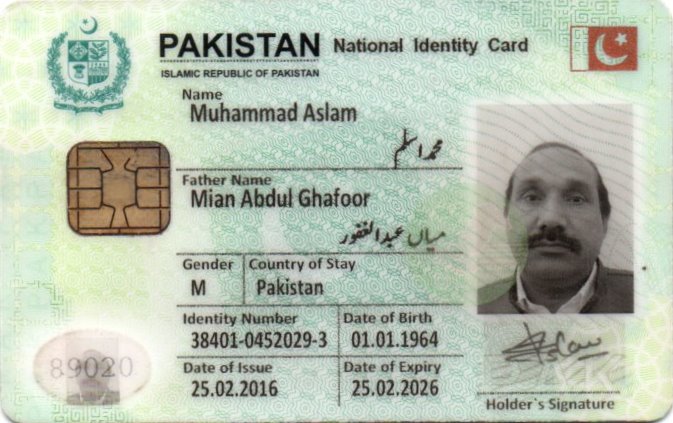 PAKISTAN National Identity Card
ISLAMIC REPUBLIC OF PAKISTAN
Name
Muhammad Aslam
محمد اسلم
Father Name
Mian Abdul Ghafoor
میاں عبدالغفور
Gender Country of Stay
M Pakistan
Identity Number Date of Birth
38401-0452029-3 01.01.1964
Date of Issue Date of Expiry
25.02.2016 25.02.2026
89020
Aslam
Holder's Signature